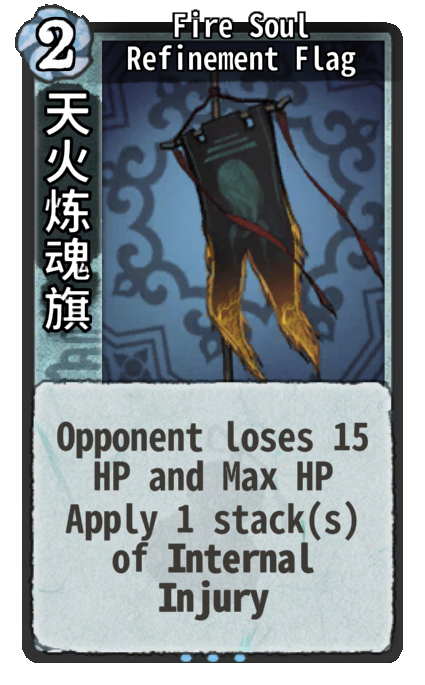 2
Fire Soul
Refinement Flag
天火炼魂旗
Opponent loses 15
HP and Max HP
Apply 1 stack(s)
of Internal
Injury